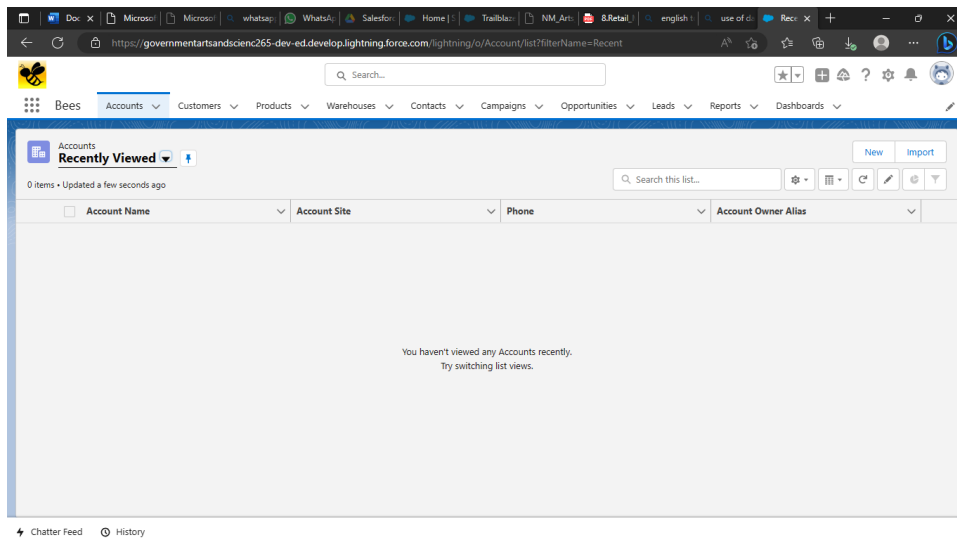 Doc
Microsof
Microsof
whatsap
WhatsAp
Salesforc
Home | S
Trailblaze
NM_Arts
8.Retail_
english t
use of da
Rece
https://governmentartsandscienc265-dev-ed.develop.lightning.force.com/lightning/o/Account/list?filterName=Recent
Search...
Bees Accounts Customers Products Warehouses Contacts Campaigns Opportunities Leads Reports Dashboards
Accounts
Recently Viewed
New Import
0 items • Updated a few seconds ago
Search this list...
Account Name Account Site Phone Account Owner Alias
You haven't viewed any Accounts recently.
Try switching list views.
Chatter Feed History